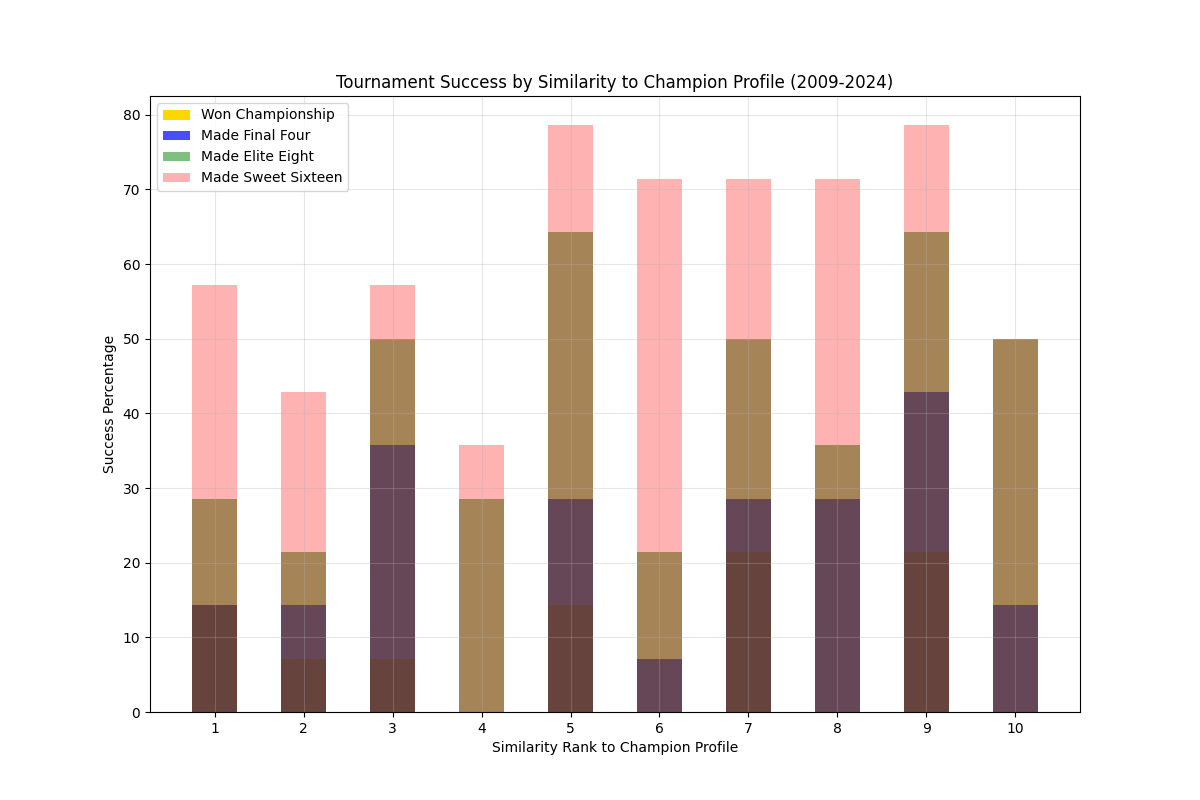 Tournament Success by Similarity to Champion Profile (2009-2024)
Won Championship
Made Final Four
Made Elite Eight
Made Sweet Sixteen
80
70
60
50
40
30
20
10
0
Success Percentage
1 2 3 4 5 6 7 8 9 10
Similarity Rank to Champion Profile